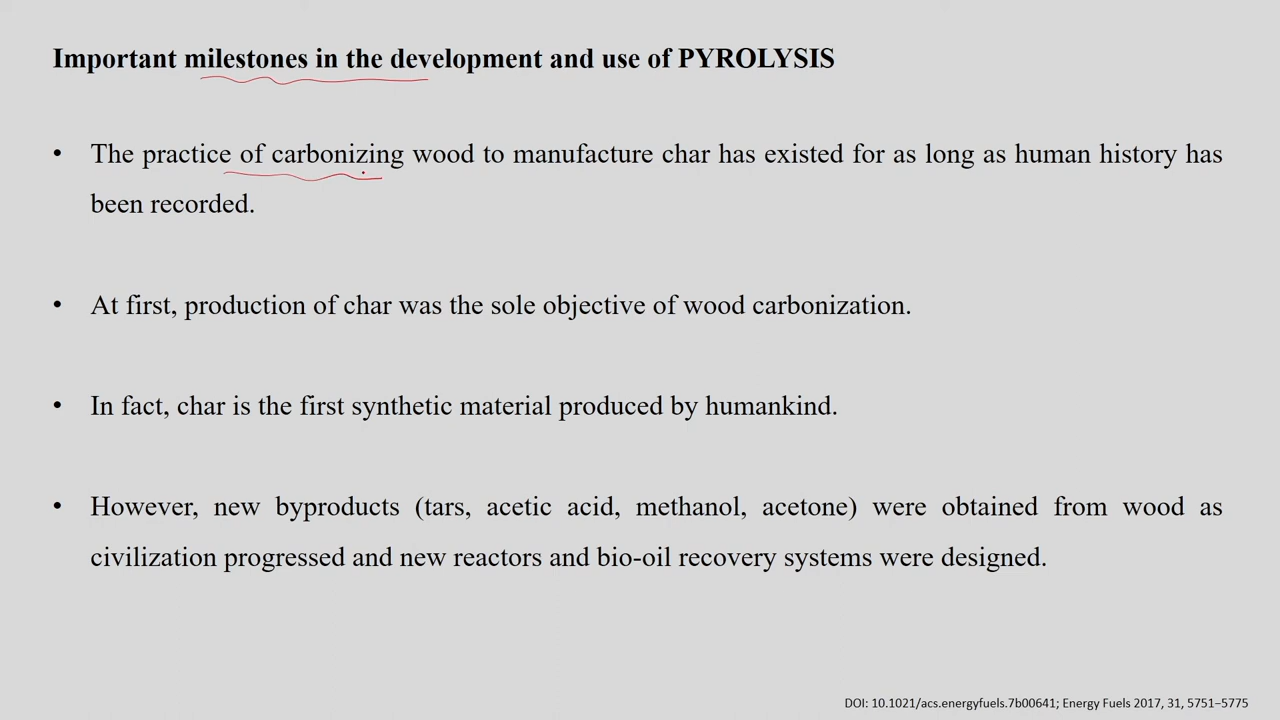 Important milestones in the development and use of PYROLYSIS
• The practice of carbonizing wood to manufacture char has existed for as long as human history has
been recorded.
• At first, production of char was the sole objective of wood carbonization.
• In fact, char is the first synthetic material produced by humankind.
• However, new byproducts (tars, acetic acid, methanol, acetone) were obtained from wood as
civilization progressed and new reactors and bio-oil recovery systems were designed.
DOI: 10.1021/acs.energyfuels.7b00641; Energy Fuels 2017, 31, 5751−5775